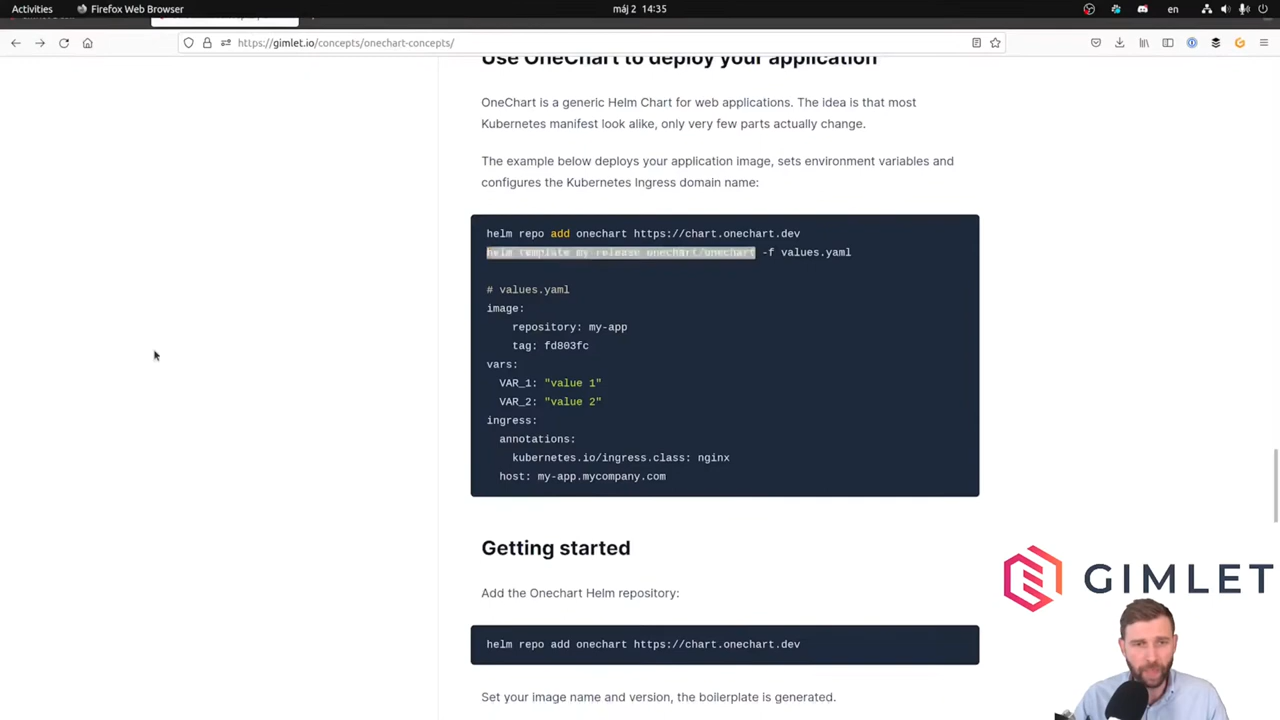 Activities
Firefox Web Browser
máj 2 14:35
en
https://gimlet.io/concepts/onechart-concepts/
Use OneChart to deploy your application
OneChart is a generic Helm Chart for web applications. The idea is that most
Kubernetes manifest look alike, only very few parts actually change.
The example below deploys your application image, sets environment variables and
configures the Kubernetes Ingress domain name:
helm repo add onechart https://chart.onechart.dev
helm template my-release onechart/onechart -f values.yaml
# values.yaml
image:
repository: my-app
tag: fd803fc
vars:
VAR_1: "value 1"
VAR_2: "value 2"
ingress:
annotations:
kubernetes.io/ingress.class: nginx
host: my-app.mycompany.com
Getting started
Add the Onechart Helm repository:
GIMLET
helm repo add onechart https://chart.onechart.dev
Set your image name and version, the boilerplate is generated.